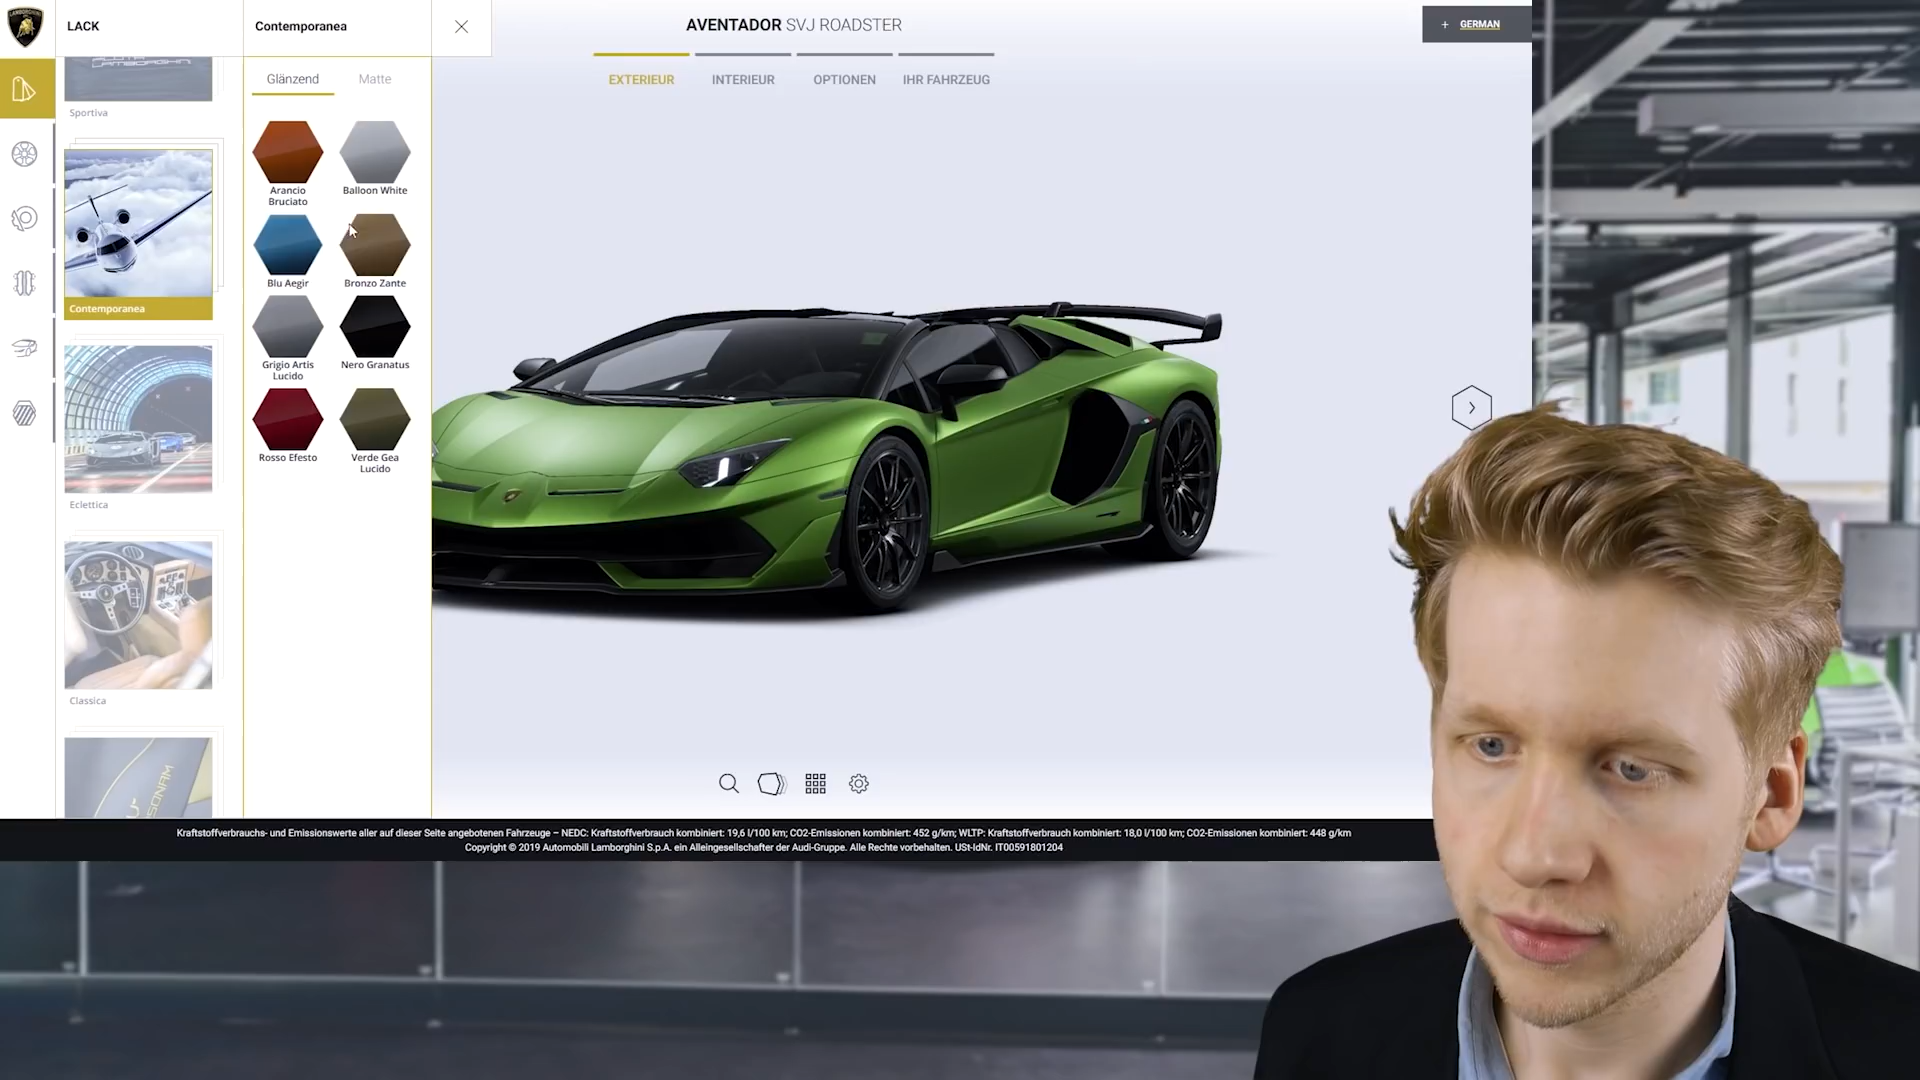 LACK
Contemporanea
AVENTADOR SVJ ROADSTER
+ GERMAN
EXTERIEUR
INTERIEUR
OPTIONEN
IHR FAHRZEUG
Glänzend
Matte
Sportiva
Contemporanea
Eclettica
Classica
Arancio
Bruciato
Balloon White
Blu Aegir
Bronzo Zante
Grigio Artis
Lucido
Nero Granatus
Rosso Efesto
Verde Gea
Lucido
Kraftstoffverbrauchs- und Emissionswerte aller auf dieser Seite angebotenen Fahrzeuge – NEDC: Kraftstoffverbrauch kombiniert: 19,6 l/100 km; CO2-Emissionen kombiniert: 452 g/km; WLTP: Kraftstoffverbrauch kombiniert: 18,0 l/100 km; CO2-Emissionen kombiniert: 448 g/km
Copyright © 2019 Automobili Lamborghini S.p.A. ein Alleingesellschafter der Audi-Gruppe. Alle Rechte vorbehalten. USt-IdNr. IT00591801204